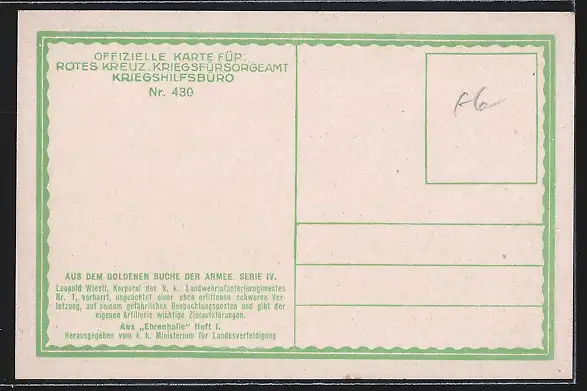 OFFIZIELLE KARTE FÜR:
ROTES KREUZ, KRIEGSFÜRSORGEAMT
KRIEGSHILFSBÜRO
Nr. 430
AUS DEM GOLDENEN BUCHE DER ARMEE. SERIE IV.
Leopold Wiestl, Korporal des k. k. Landwehrinfanterieregimentes
Nr. 1, verharrt, ungeachtet einer eben erlittenen schweren Ver-
letzung, auf seinem gefährlichen Beobachtungsposten und gibt der
eigenen Artillerie wichtige Zielaufklärungen.
Aus „Ehrenhalle" Heft I.
Herausgegeben vom k. k. Ministerium für Landesverteidigung